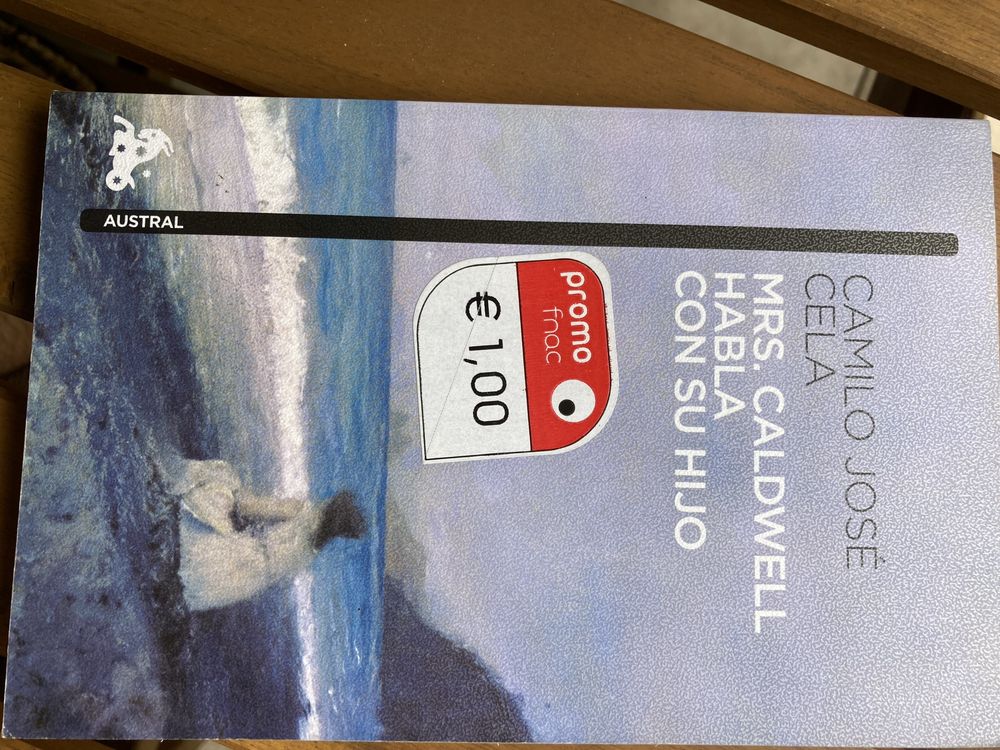 CAMILO JOSÉ
CELA
MRS. CALDWELL
HABLA
CON SU HIJO
promo
fnac
€ 1,00
AUSTRAL